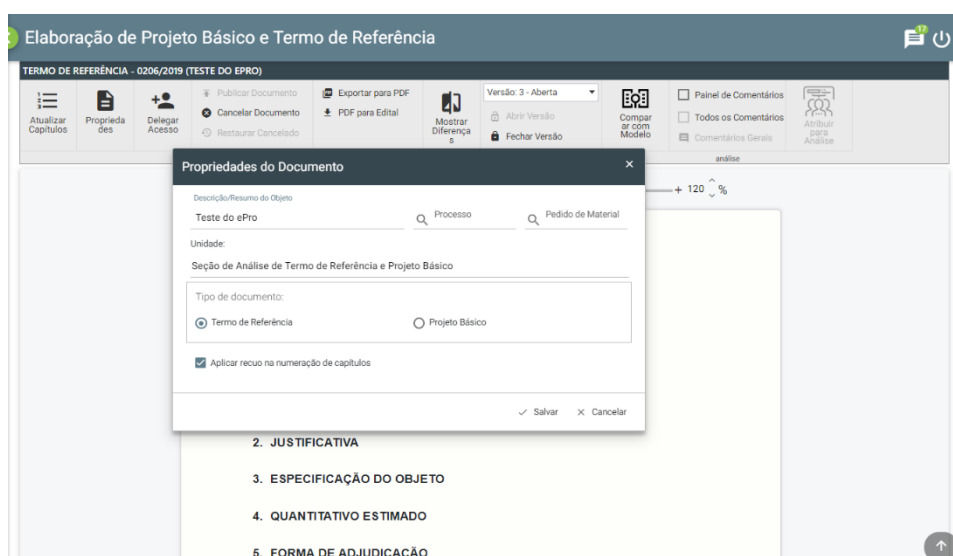 Elaboração de Projeto Básico e Termo de Referência
17
TERMO DE REFERÊNCIA - 0206/2019 (TESTE DO EPRO)
Atualizar
Capítulos
Proprieda
des
Delegar
Acesso
Publicar Documento
Cancelar Documento
Restaurar Cancelado
Exportar para PDF
PDF para Edital
Mostrar
Diferença
s
Versão: 3 - Aberta
Abrir Versão
Fechar Versão
Compar
ar com
Modelo
Painel de Comentários
Todos os Comentários
Comentários Gerais
Atribuir
para
Análise
análise
120 %
Propriedades do Documento
Descrição/Resumo do Objeto
Teste do ePro
Processo
Pedido de Material
Unidade:
Seção de Análise de Termo de Referência e Projeto Básico
Tipo de documento:
Termo de Referência
Projeto Básico
Aplicar recuo na numeração de capítulos
Salvar
Cancelar
2. JUSTIFICATIVA
3. ESPECIFICAÇÃO DO OBJETO
4. QUANTITATIVO ESTIMADO
5. FORMA DE ADJUDICAÇÃO